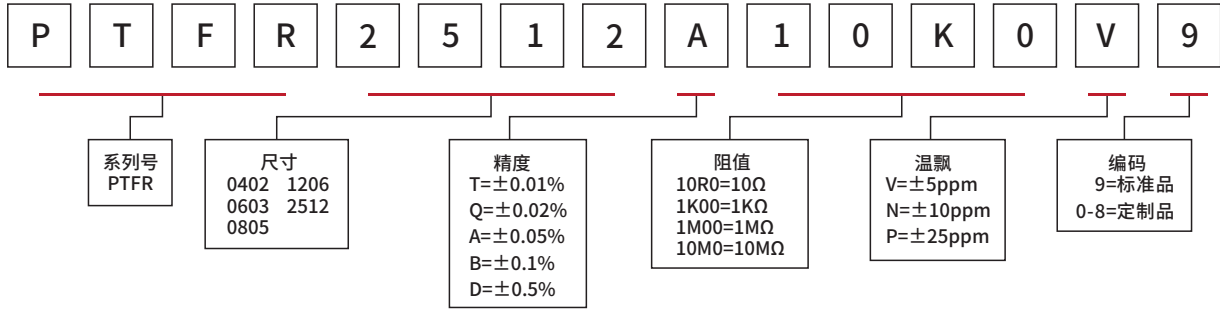 P T F R 2 5 1 2 A 1 0 K 0 V 9
系列号
PTFR
尺寸
0402 1206
0603 2512
0805
精度
T=±0.01%
Q=±0.02%
A=±0.05%
B=±0.1%
D=±0.5%
阻值
10R0=10Ω
1K00=1KΩ
1M00=1MΩ
10M0=10MΩ
温飘
V=±5ppm
N=±10ppm
P=±25ppm
编码
9=标准品
0-8=定制品